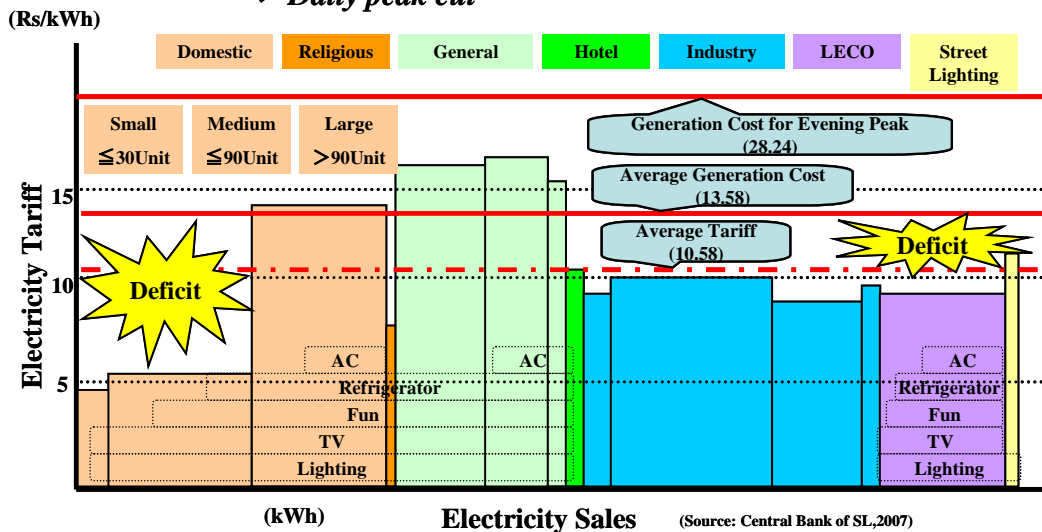 Daily peak cut
(Rs/kWh)
Domestic
Religious
General
Hotel
Industry
LECO
Street
Lighting
Small
≦30Unit
Medium
≦90Unit
Large
>90Unit
Generation Cost for Evening Peak
(28.24)
Average Generation Cost
(13.58)
Average Tariff
(10.58)
Electricity Tariff
15
10
5
Deficit
Deficit
AC
AC
AC
Refrigerator
Refrigerator
Fun
Fun
TV
TV
Lighting
Lighting
(kWh)
Electricity Sales
(Source: Central Bank of SL,2007)